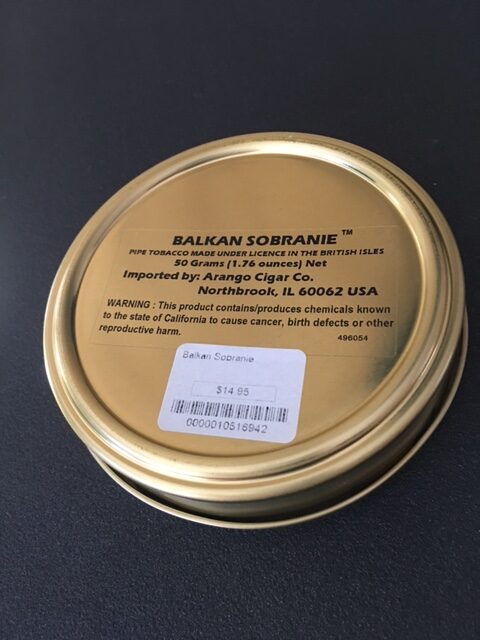 BALKAN SOBRANIE™
PIPE TOBACCO MADE UNDER LICENCE IN THE BRITISH ISLES
50 Grams (1.76 ounces) Net
Imported by: Arango Cigar Co.
Northbrook, IL 60062 USA
WARNING : This product contains/produces chemicals known
to the state of California to cause cancer, birth defects or other
reproductive harm.
496054
Balkan Sobranie
$14.95
0000010516942